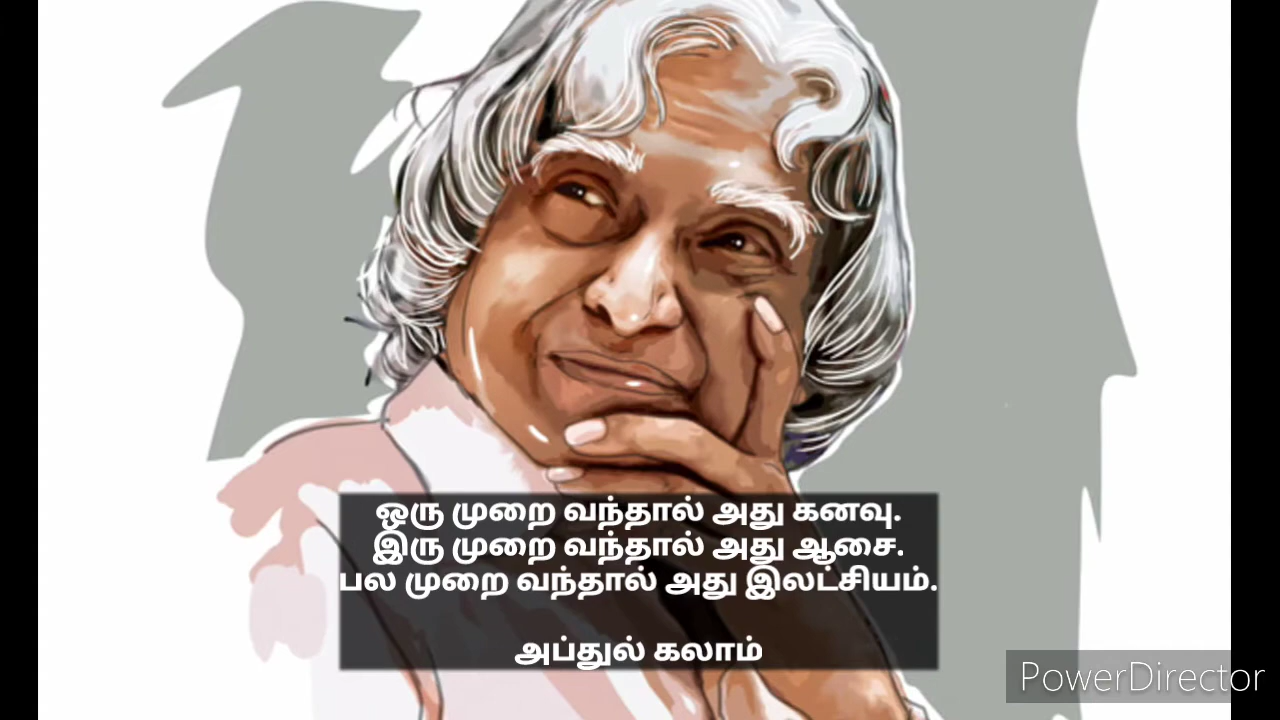 ஒரு முறை வந்தால் அது கனவு.
இரு முறை வந்தால் அது ஆசை.
பல முறை வந்தால் அது இலட்சியம்.
அப்துல் கலாம்
PowerDirector